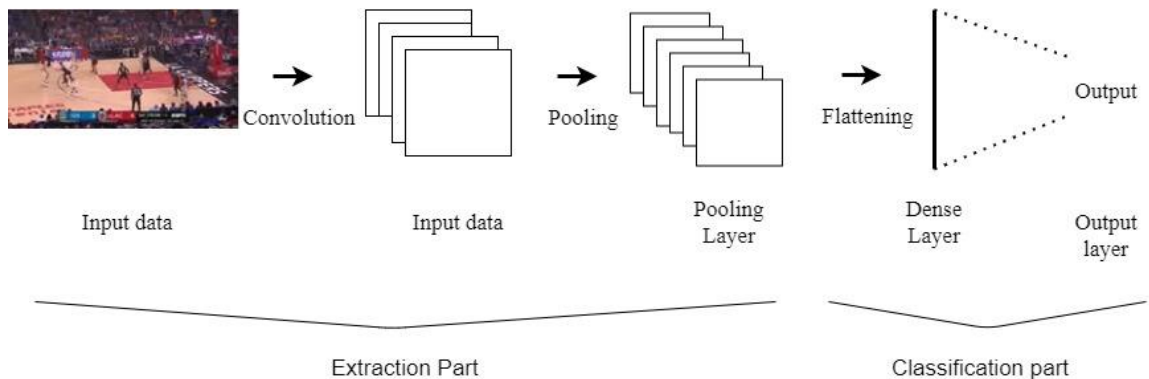 Convolution
Pooling
Flattening
Output
Input data
Input data
Pooling
Layer
Dense
Layer
Output
layer
Extraction Part
Classification part